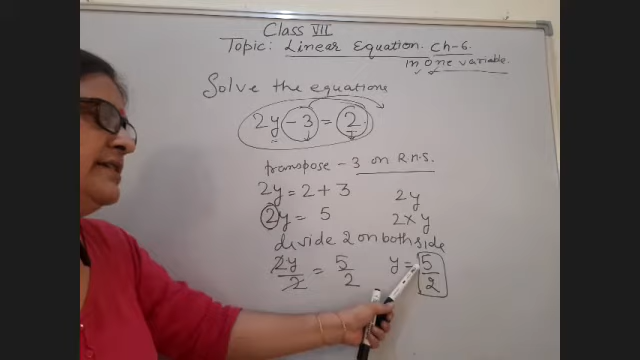 Class VII
Topic: Linear Equation. Ch-6.
in one variable.
Solve the equations
2y - 3 = 2.
transpose - 3 on R.H.S.
2y = 2 + 3
2y = 5
2y
2 x y
divide 2 on both side
2y/2 = 5/2
y = 5/2